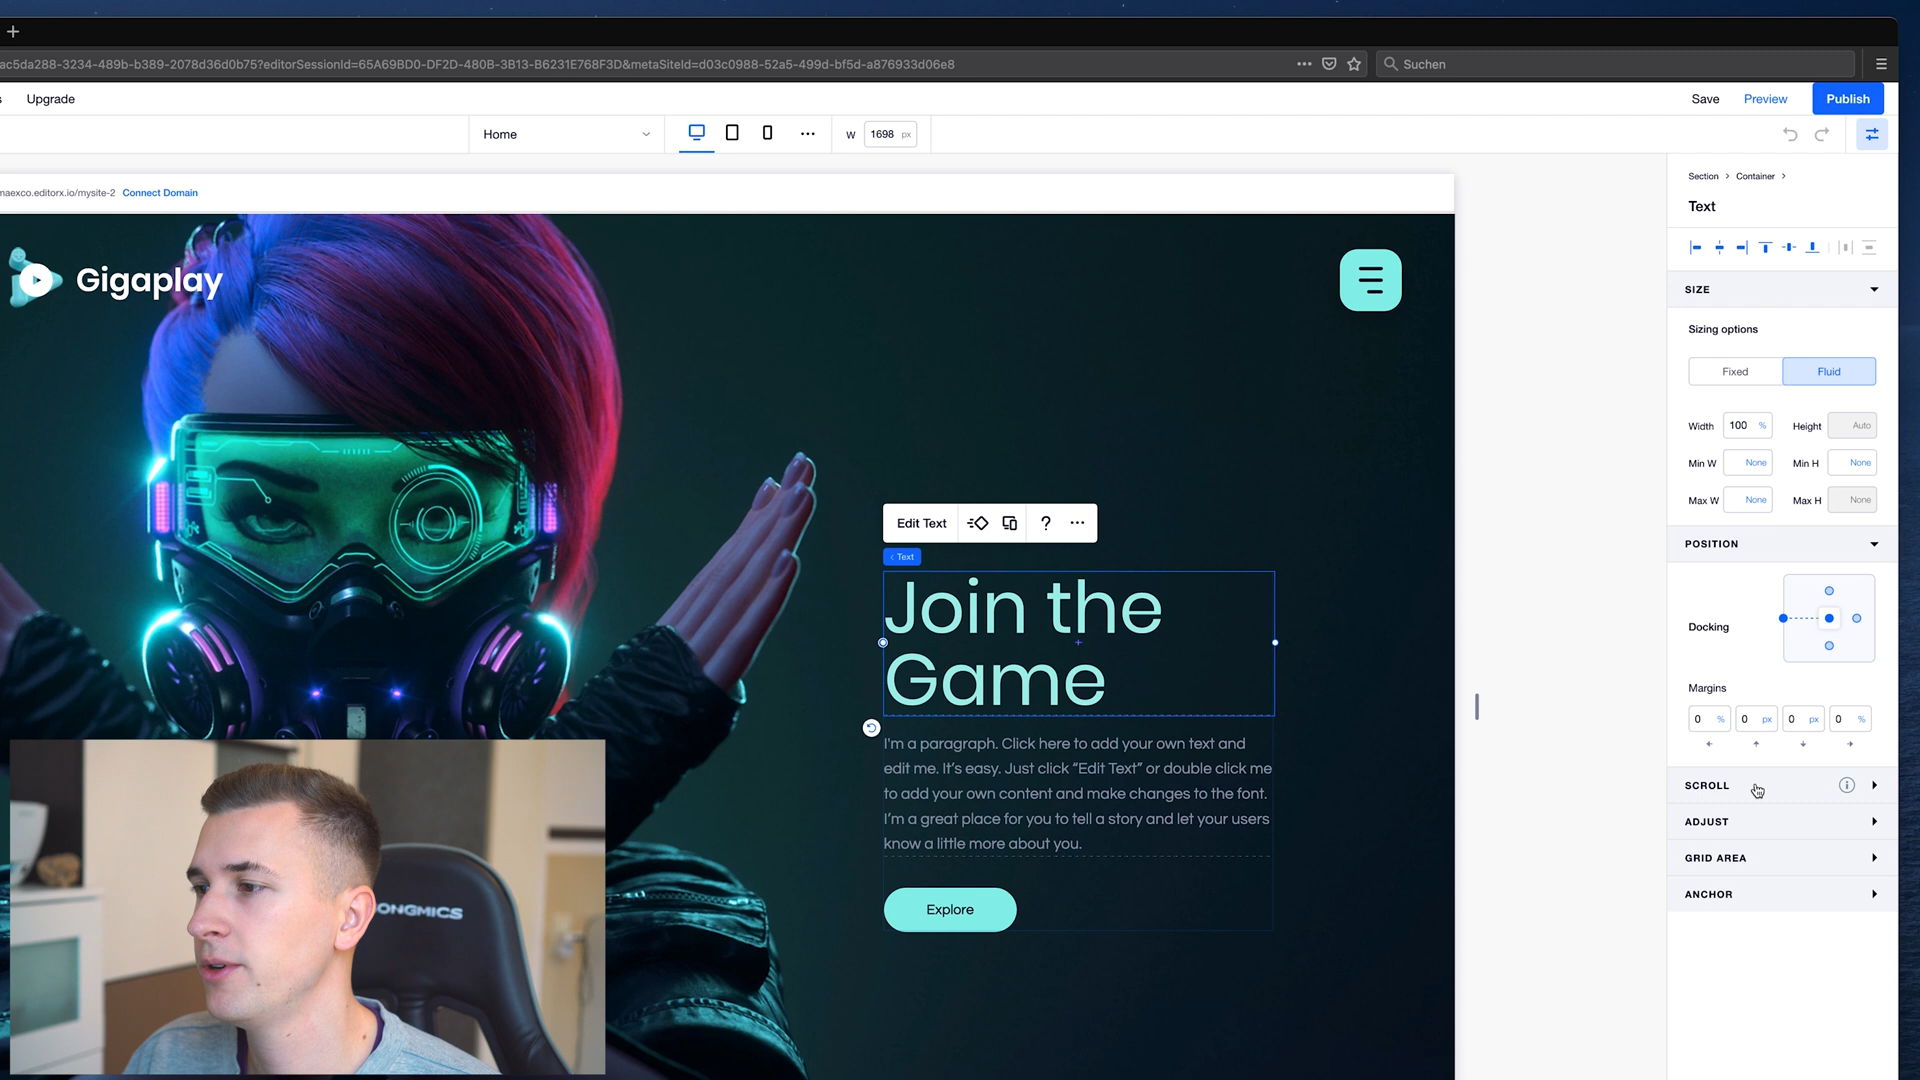 ac5da288-3234-489b-b389-2078d36d0b75?editorSessionId=65A69BD0-DF2D-480B-3B13-B6231E768F3D&metaSiteId=d03c0988-52a5-499d-bf5d-a876933d06e8
Suchen
s Upgrade
Save
Preview
Publish
Home
W 1698 px
naexco.editorx.io/mysite-2 Connect Domain
Gigaplay
Edit Text
?
< Text
Join the
Game
I'm a paragraph. Click here to add your own text and
edit me. It's easy. Just click “Edit Text” or double click me
to add your own content and make changes to the font.
I'm a great place for you to tell a story and let your users
know a little more about you.
Explore
Section > Container >
Text
SIZE
Sizing options
Fixed Fluid
Width 100 % Height Auto
Min W None Min H None
Max W None Max H None
POSITION
Docking
Margins
0 % 0 px 0 px 0 %
SCROLL
ADJUST
GRID AREA
ANCHOR
ONGMICS